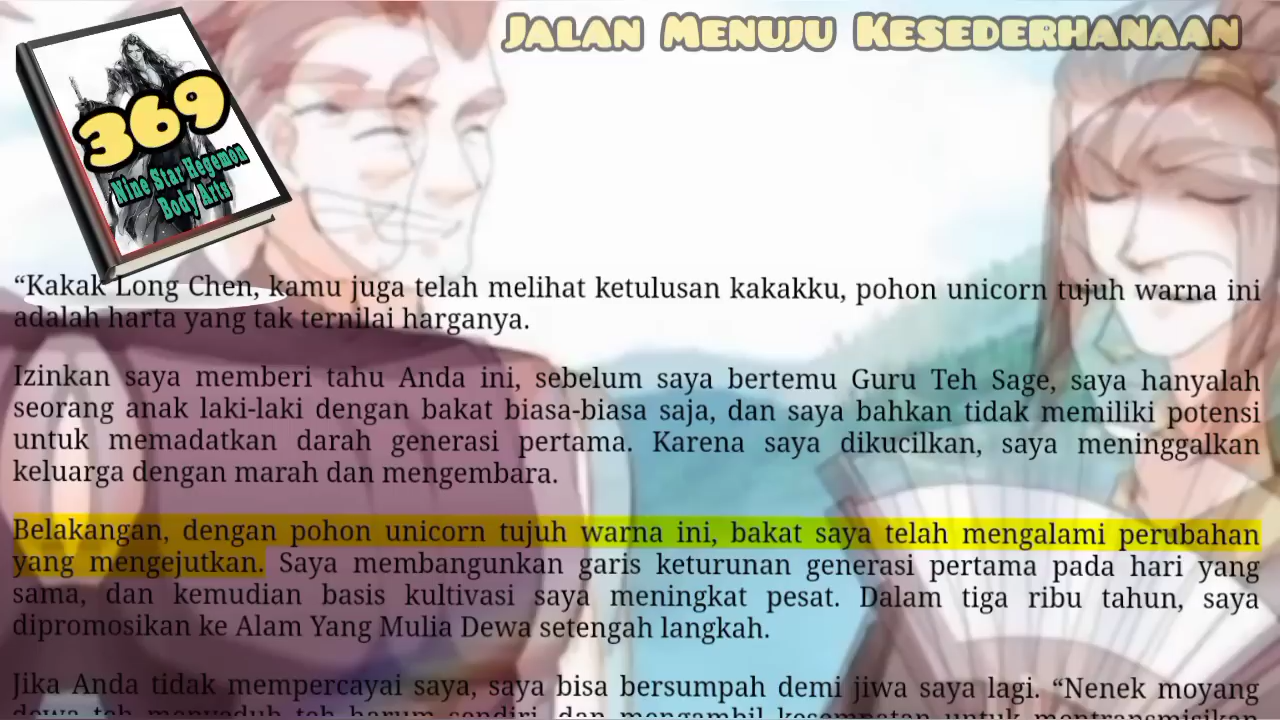 Jalan Menuju Kesederhanaan
369
Nine Star Hegemon
Body Arts
“Kakak Long Chen, kamu juga telah melihat ketulusan kakakku, pohon unicorn tujuh warna ini
adalah harta yang tak ternilai harganya.
Izinkan saya memberi tahu Anda ini, sebelum saya bertemu Guru Teh Sage, saya hanyalah
seorang anak laki-laki dengan bakat biasa-biasa saja, dan saya bahkan tidak memiliki potensi
untuk memadatkan darah generasi pertama. Karena saya dikucilkan, saya meninggalkan
keluarga dengan marah dan mengembara.
Belakangan, dengan pohon unicorn tujuh warna ini, bakat saya telah mengalami perubahan
yang mengejutkan. Saya membangunkan garis keturunan generasi pertama pada hari yang
sama, dan kemudian basis kultivasi saya meningkat pesat. Dalam tiga ribu tahun, saya
dipromosikan ke Alam Yang Mulia Dewa setengah langkah.
Jika Anda tidak mempercayai saya, saya bisa bersumpah demi jiwa saya lagi. “Nenek moyang